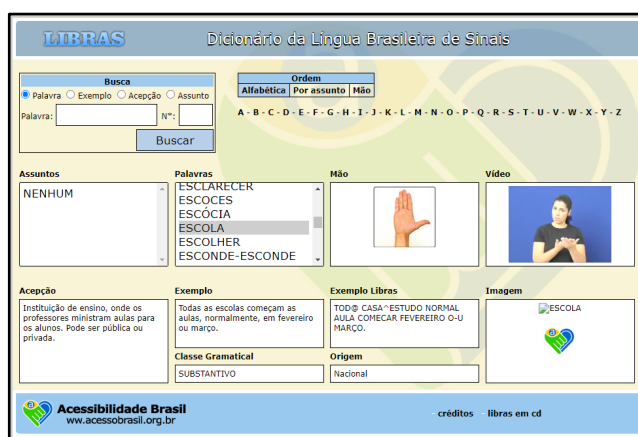 LIBRAS
Dicionário da Língua Brasileira de Sinais
Busca
Palavra Exemplo Acepção Assunto
Palavra: N°:
Buscar
Ordem
Alfabética Por assunto Mão
A - B - C - D - E - F - G - H - I - J - K - L - M - N - O - P - Q - R - S - T - U - V - W - X - Y - Z
Assuntos
NENHUM
Palavras
ESCLARECER
ESCOCES
ESCÓCIA
ESCOLA
ESCOLHER
ESCONDE-ESCONDE
Mão
Vídeo
Acepção
Instituição de ensino, onde os
professores ministram aulas para
os alunos. Pode ser pública ou
privada.
Exemplo
Todas as escolas começam as
aulas, normalmente, em fevereiro
ou março.
Exemplo Libras
TOD@ CASA^ESTUDO NORMAL
AULA COMECAR FEVEREIRO O-U
MARÇO.
Imagem
ESCOLA
Classe Gramatical
SUBSTANTIVO
Origem
Nacional
Acessibilidade Brasil
www.acessobrasil.org.br
- créditos - libras em cd